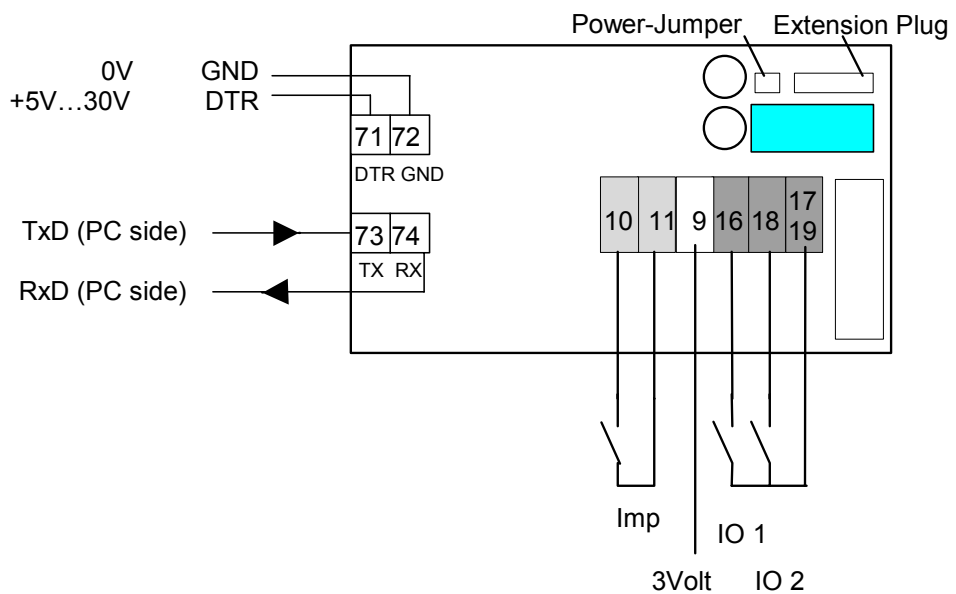 Power-Jumper Extension Plug
0V GND
+5V…30V DTR
71 72
DTR GND
TxD (PC side)
73 74
TX RX
RxD (PC side)
10 11 9 16 18 17
19
Imp
IO 1
3Volt IO 2